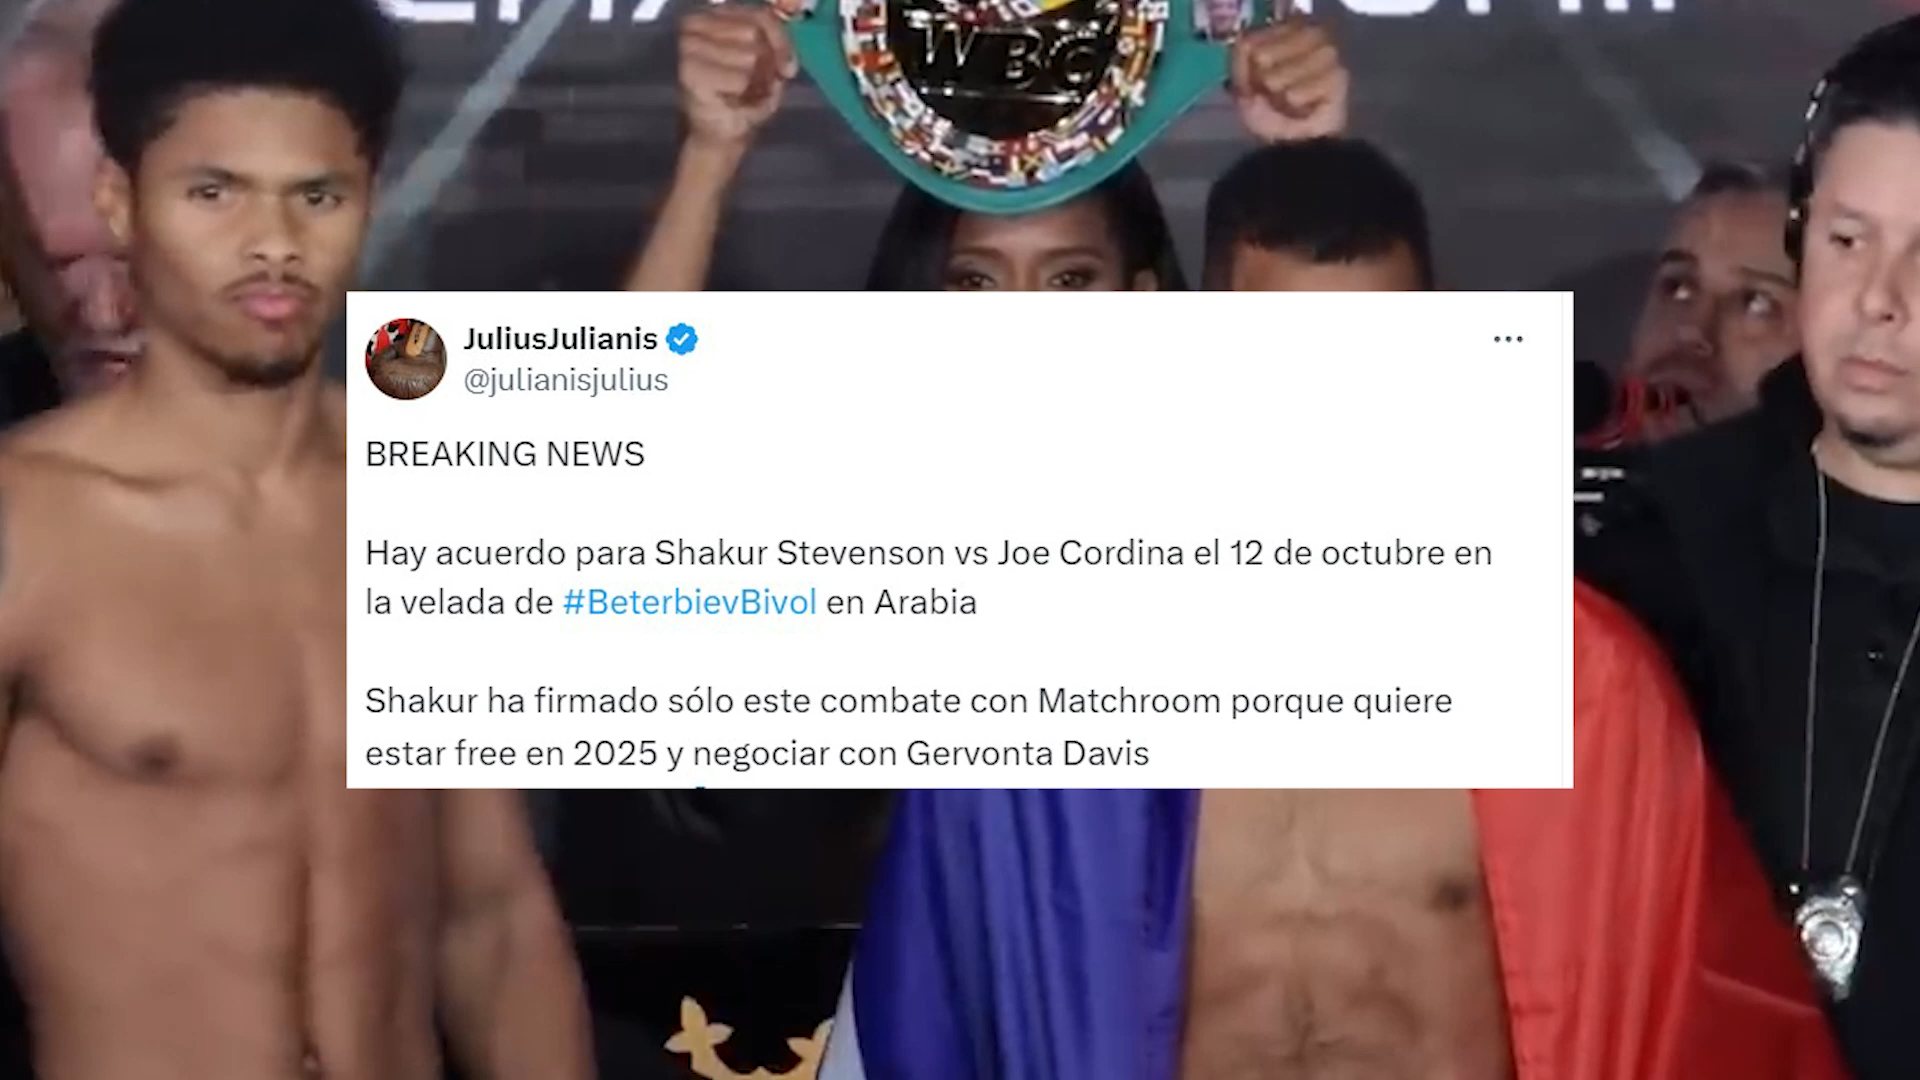 WBC
JuliusJulianis
@julianisjulius
BREAKING NEWS
Hay acuerdo para Shakur Stevenson vs Joe Cordina el 12 de octubre en
la velada de #BeterbievBivol en Arabia
Shakur ha firmado sólo este combate con Matchroom porque quiere
estar free en 2025 y negociar con Gervonta Davis